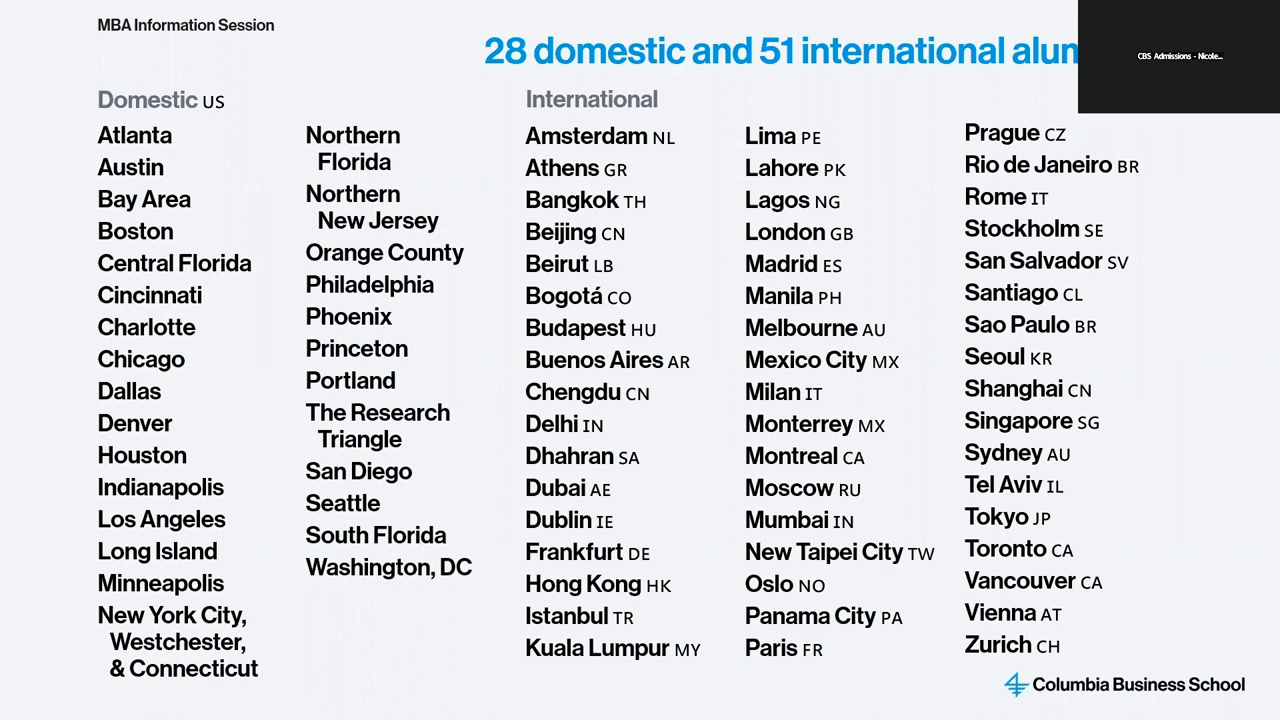 MBA Information Session
28 domestic and 51 international
CBS Admissions - Nicole...
Domestic US
Atlanta
Austin
Bay Area
Boston
Central Florida
Cincinnati
Charlotte
Chicago
Dallas
Denver
Houston
Indianapolis
Los Angeles
Long Island
Minneapolis
New York City,
Westchester,
& Connecticut
Northern
Florida
Northern
New Jersey
Orange County
Philadelphia
Phoenix
Princeton
Portland
The Research
Triangle
San Diego
Seattle
South Florida
Washington, DC
International
Amsterdam NL
Athens GR
Bangkok TH
Beijing CN
Beirut LB
Bogotá CO
Budapest HU
Buenos Aires AR
Chengdu CN
Delhi IN
Dhahran SA
Dubai AE
Dublin IE
Frankfurt DE
Hong Kong HK
Istanbul TR
Kuala Lumpur MY
Lima PE
Lahore PK
Lagos NG
London GB
Madrid ES
Manila PH
Melbourne AU
Mexico City MX
Milan IT
Monterrey MX
Montreal CA
Moscow RU
Mumbai IN
New Taipei City TW
Oslo NO
Panama City PA
Paris FR
Prague CZ
Rio de Janeiro BR
Rome IT
Stockholm SE
San Salvador SV
Santiago CL
Sao Paulo BR
Seoul KR
Shanghai CN
Singapore SG
Sydney AU
Tel Aviv IL
Tokyo JP
Toronto CA
Vancouver CA
Vienna AT
Zurich CH
Columbia Business School